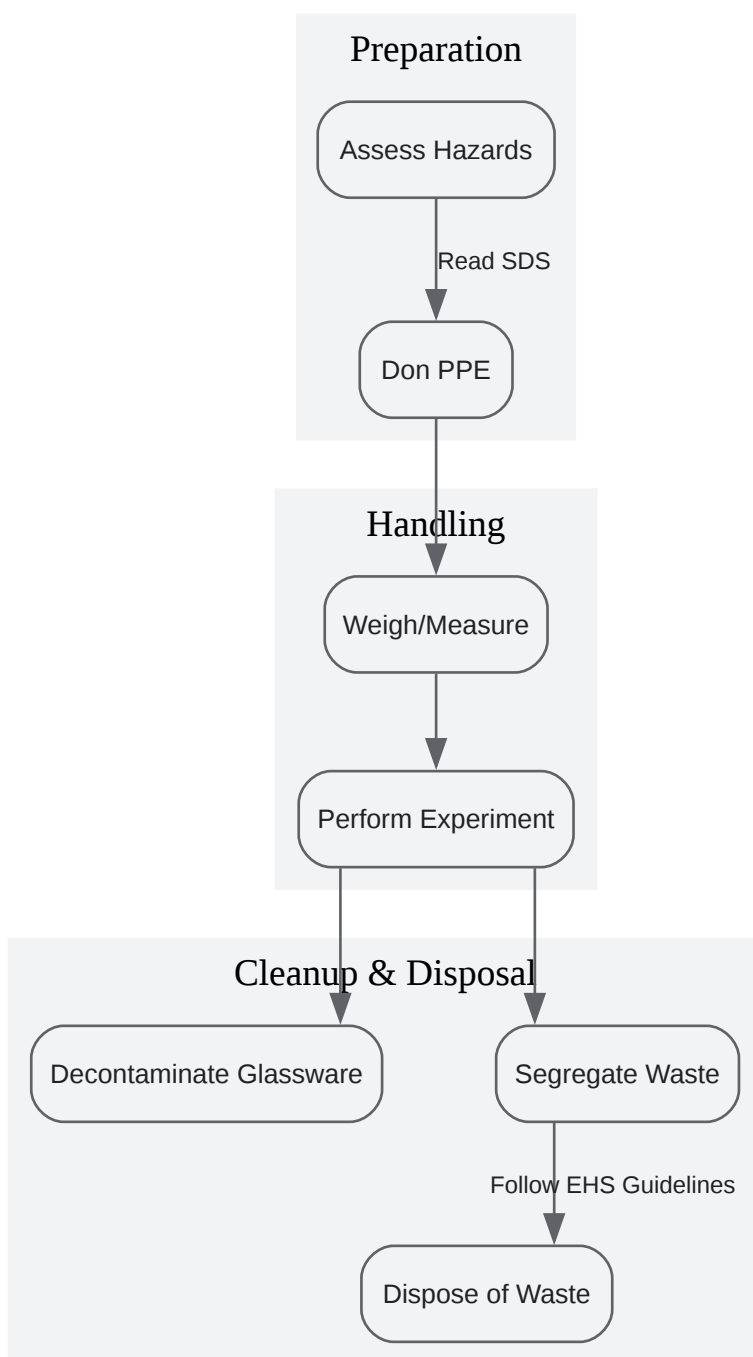 Preparation
Assess Hazards
Read SDS
Don PPE
Handling
Weigh/Measure
Perform Experiment
Cleanup & Disposal
Decontaminate Glassware
Segregate Waste
Follow EHS Guidelines
Dispose of Waste